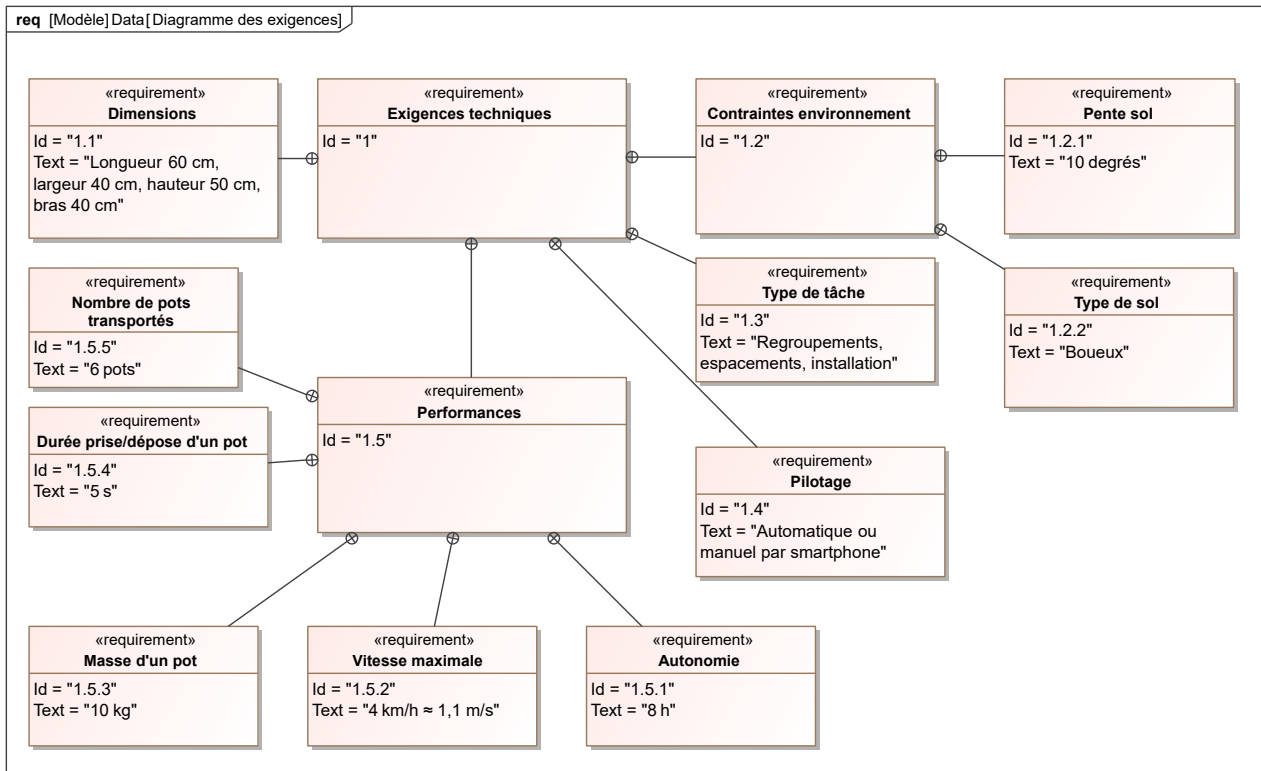 req [Modèle] Data [ Diagramme des exigences]
«requirement»
Dimensions
Id = "1.1"
Text = "Longueur 60 cm,
largeur 40 cm, hauteur 50 cm,
bras 40 cm"
«requirement»
Exigences techniques
Id = "1"
«requirement»
Contraintes environnement
Id = "1.2"
«requirement»
Pente sol
Id = "1.2.1"
Text = "10 degrés"
«requirement»
Nombre de pots
transportés
Id = "1.5.5"
Text = "6 pots"
«requirement»
Type de tâche
Id = "1.3"
Text = "Regroupements,
espacements, installation"
«requirement»
Type de sol
Id = "1.2.2"
Text = "Boueux"
«requirement»
Performances
Id = "1.5"
«requirement»
Durée prise/dépose d'un pot
Id = "1.5.4"
Text = "5 s"
«requirement»
Pilotage
Id = "1.4"
Text = "Automatique ou
manuel par smartphone"
«requirement»
Masse d'un pot
Id = "1.5.3"
Text = "10 kg"
«requirement»
Vitesse maximale
Id = "1.5.2"
Text = "4 km/h ≈ 1,1 m/s"
«requirement»
Autonomie
Id = "1.5.1"
Text = "8 h"